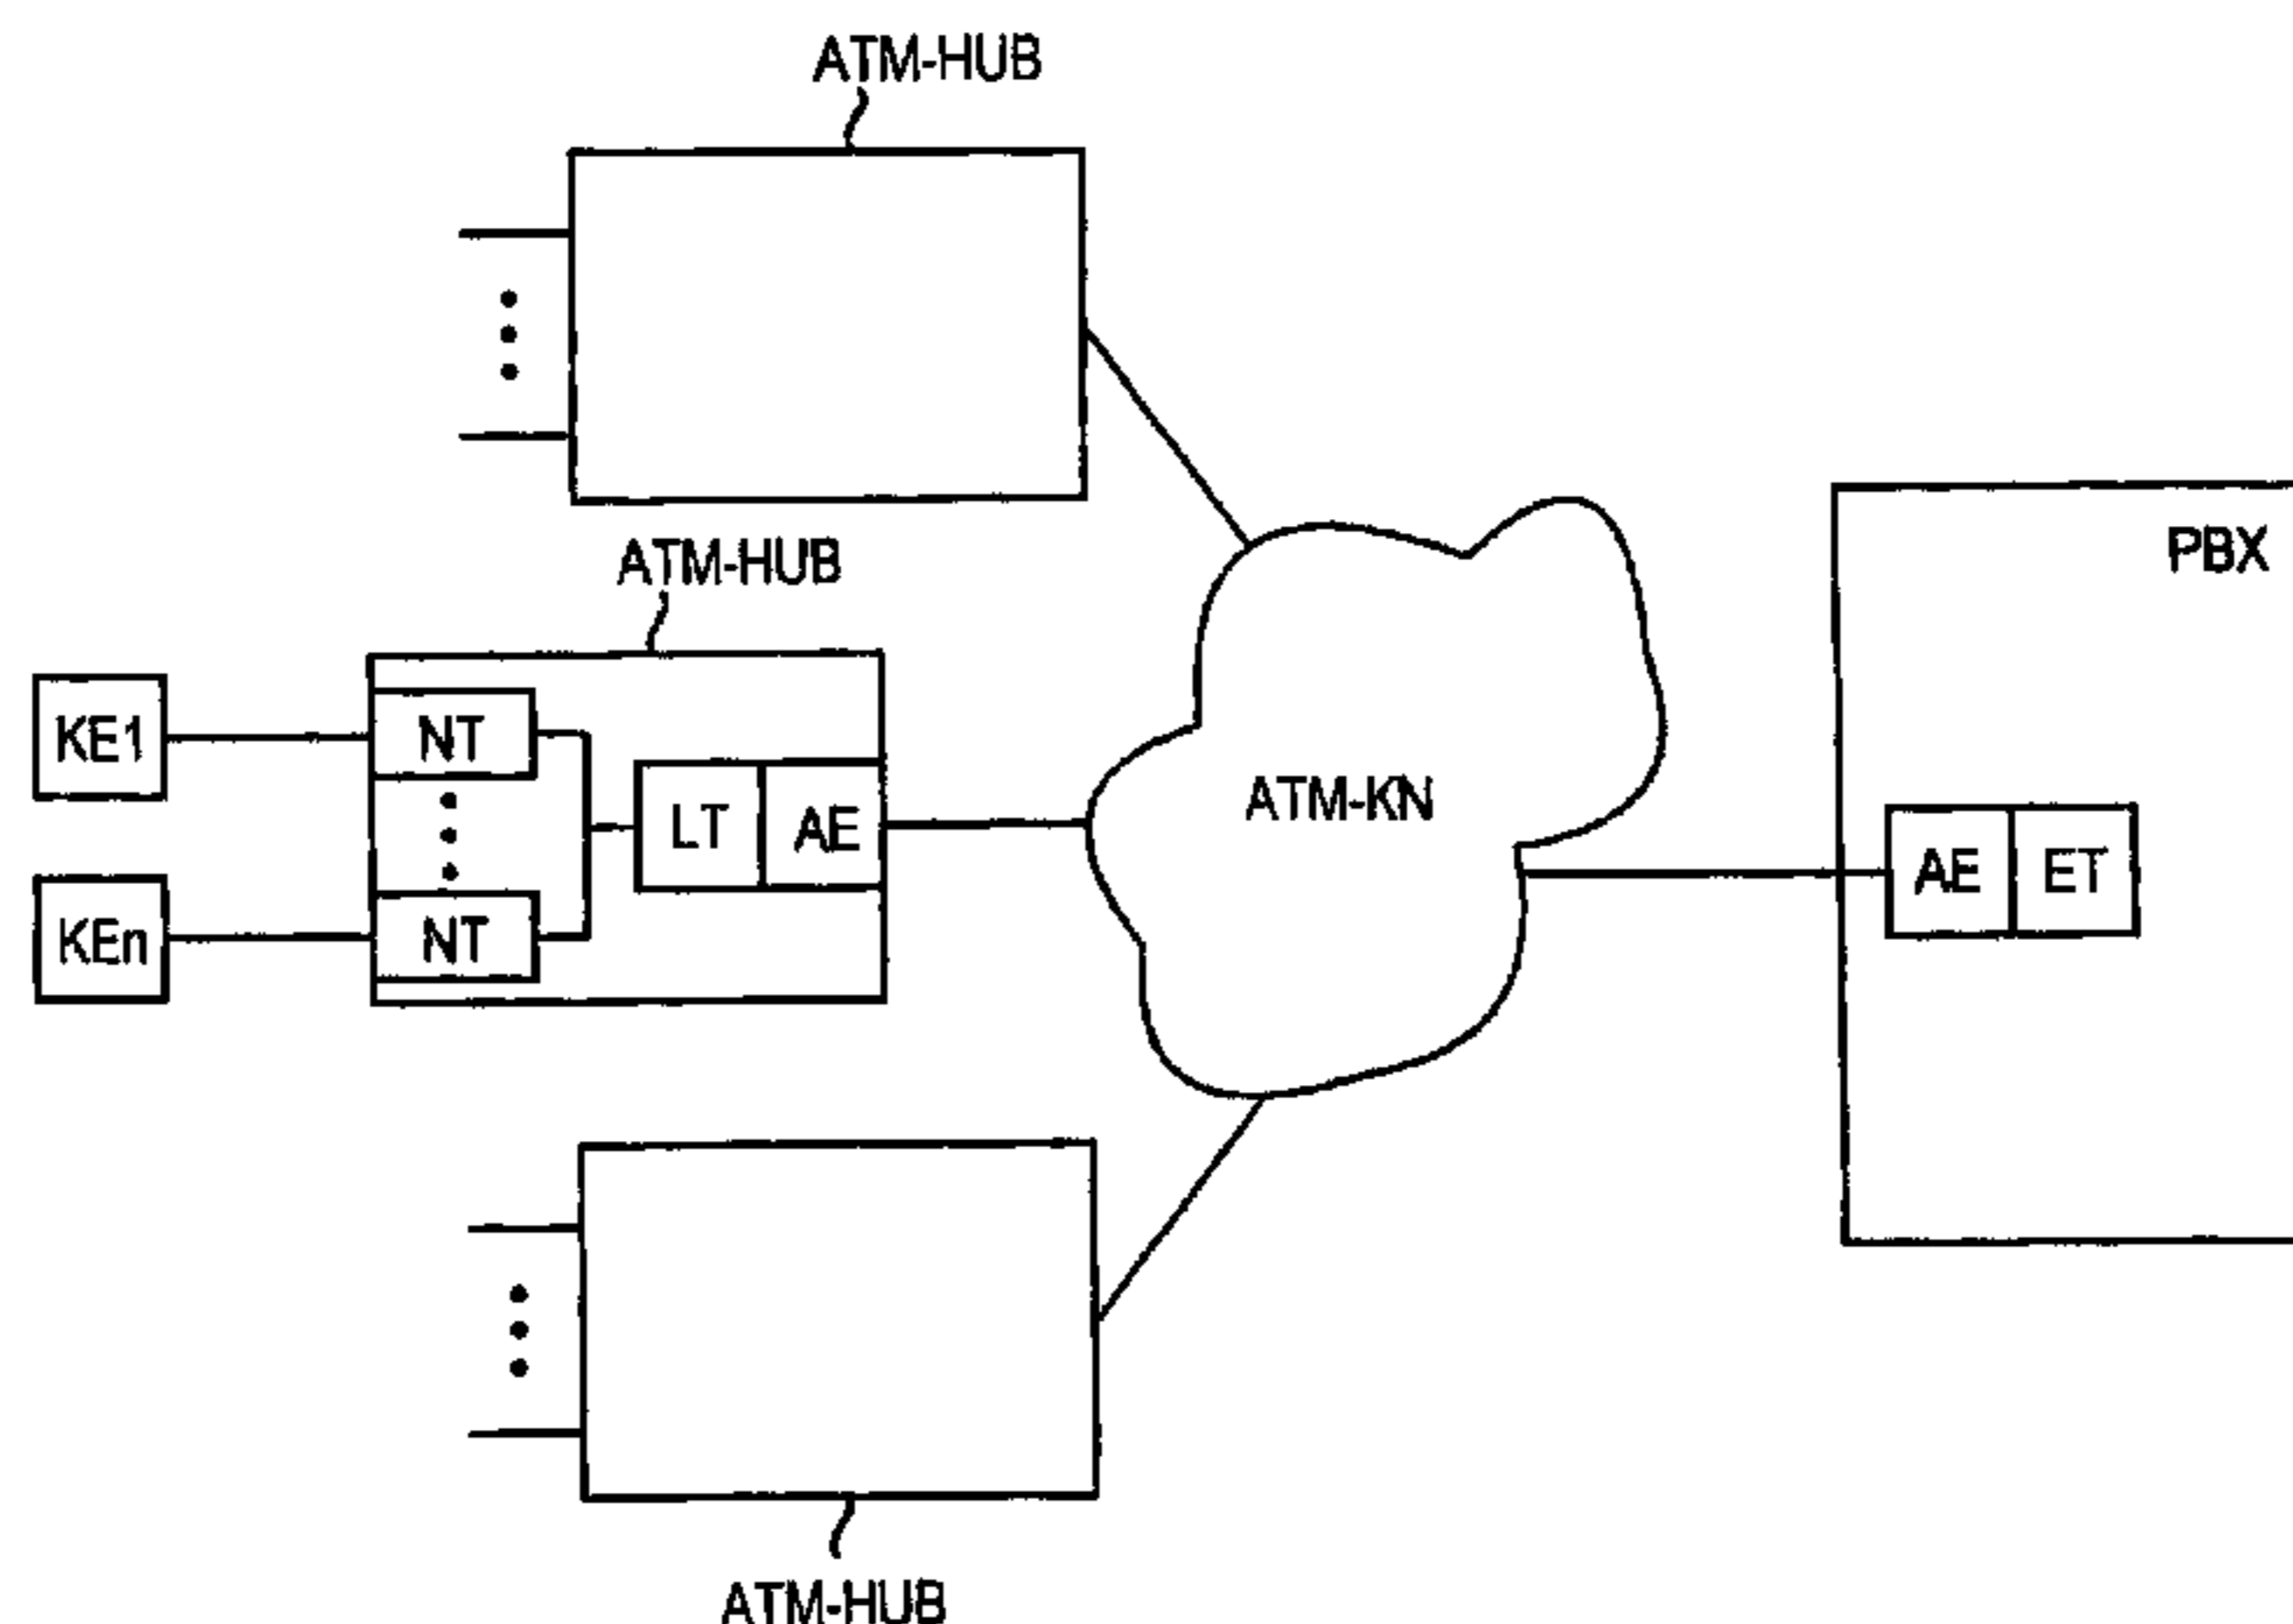 ATM-HUB
ATM-HUB
PBX
KE1
NT
LT
AE
ATM-KN
AE
ET
KEn
NT
ATM-HUB